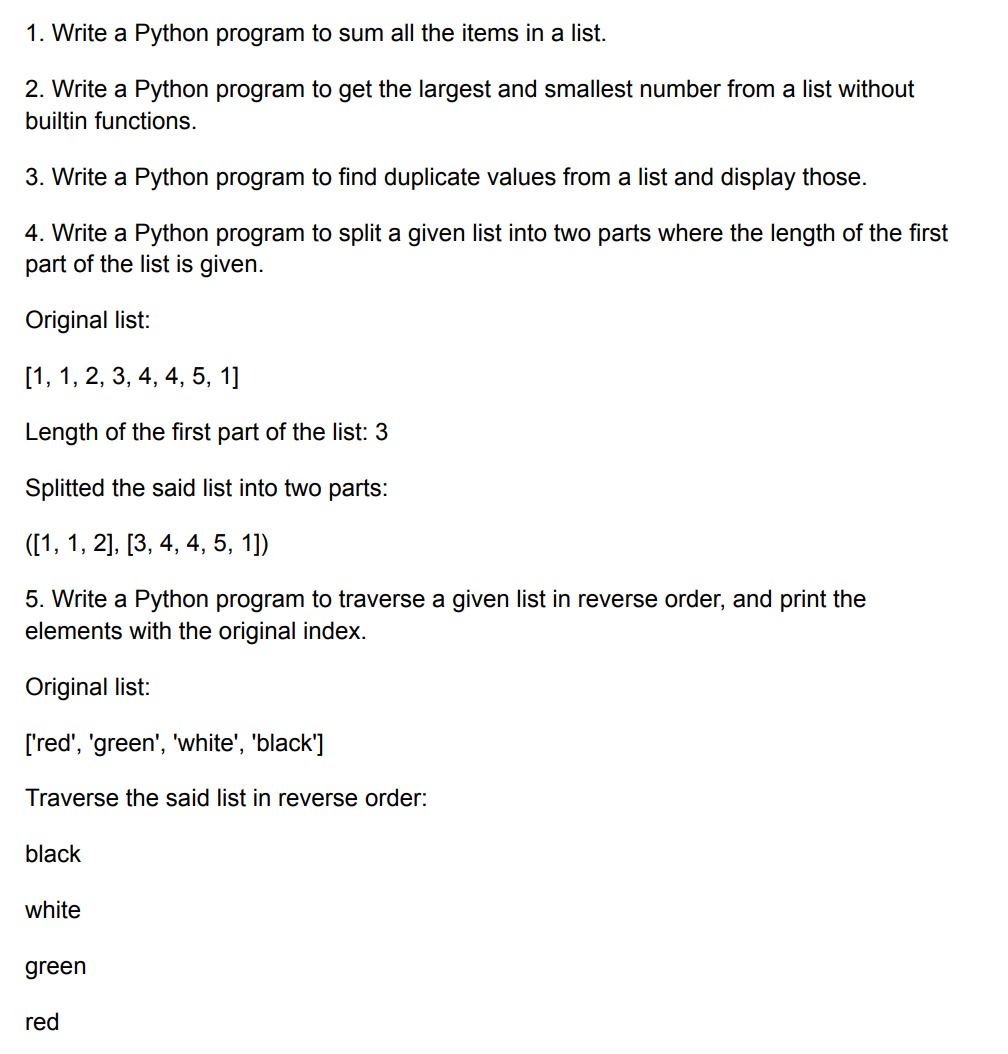 1. Write a Python program to sum all the items in a list.
2. Write a Python program to get the largest and smallest number from a list without
builtin functions.
3. Write a Python program to find duplicate values from a list and display those.
4. Write a Python program to split a given list into two parts where the length of the first
part of the list is given.
Original list:
[1, 1, 2, 3, 4, 4, 5, 1]
Length of the first part of the list: 3
Splitted the said list into two parts:
([1, 1, 2], [3, 4, 4, 5, 1])
5. Write a Python program to traverse a given list in reverse order, and print the
elements with the original index.
Original list:
['red', 'green', 'white', 'black']
Traverse the said list in reverse order:
black
white
green
red